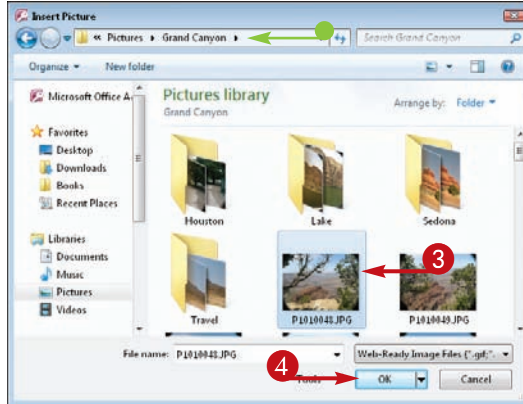 Insert Picture
« Pictures ▸ Grand Canyon ▸
Search Grand Canyon
Organize
New folder
Microsoft Office A
Favorites
Desktop
Downloads
Books
Recent Places
Libraries
Documents
Music
Pictures
Videos
Pictures library
Grand Canyon
Arrange by: Folder
Houston
Lake
Sedona
3
Travel
P1010048.JPG
P1010049.JPG
File name: P1010048.JPG
Web-Ready Image Files (*.gif;*.
4
Tools
OK
Cancel